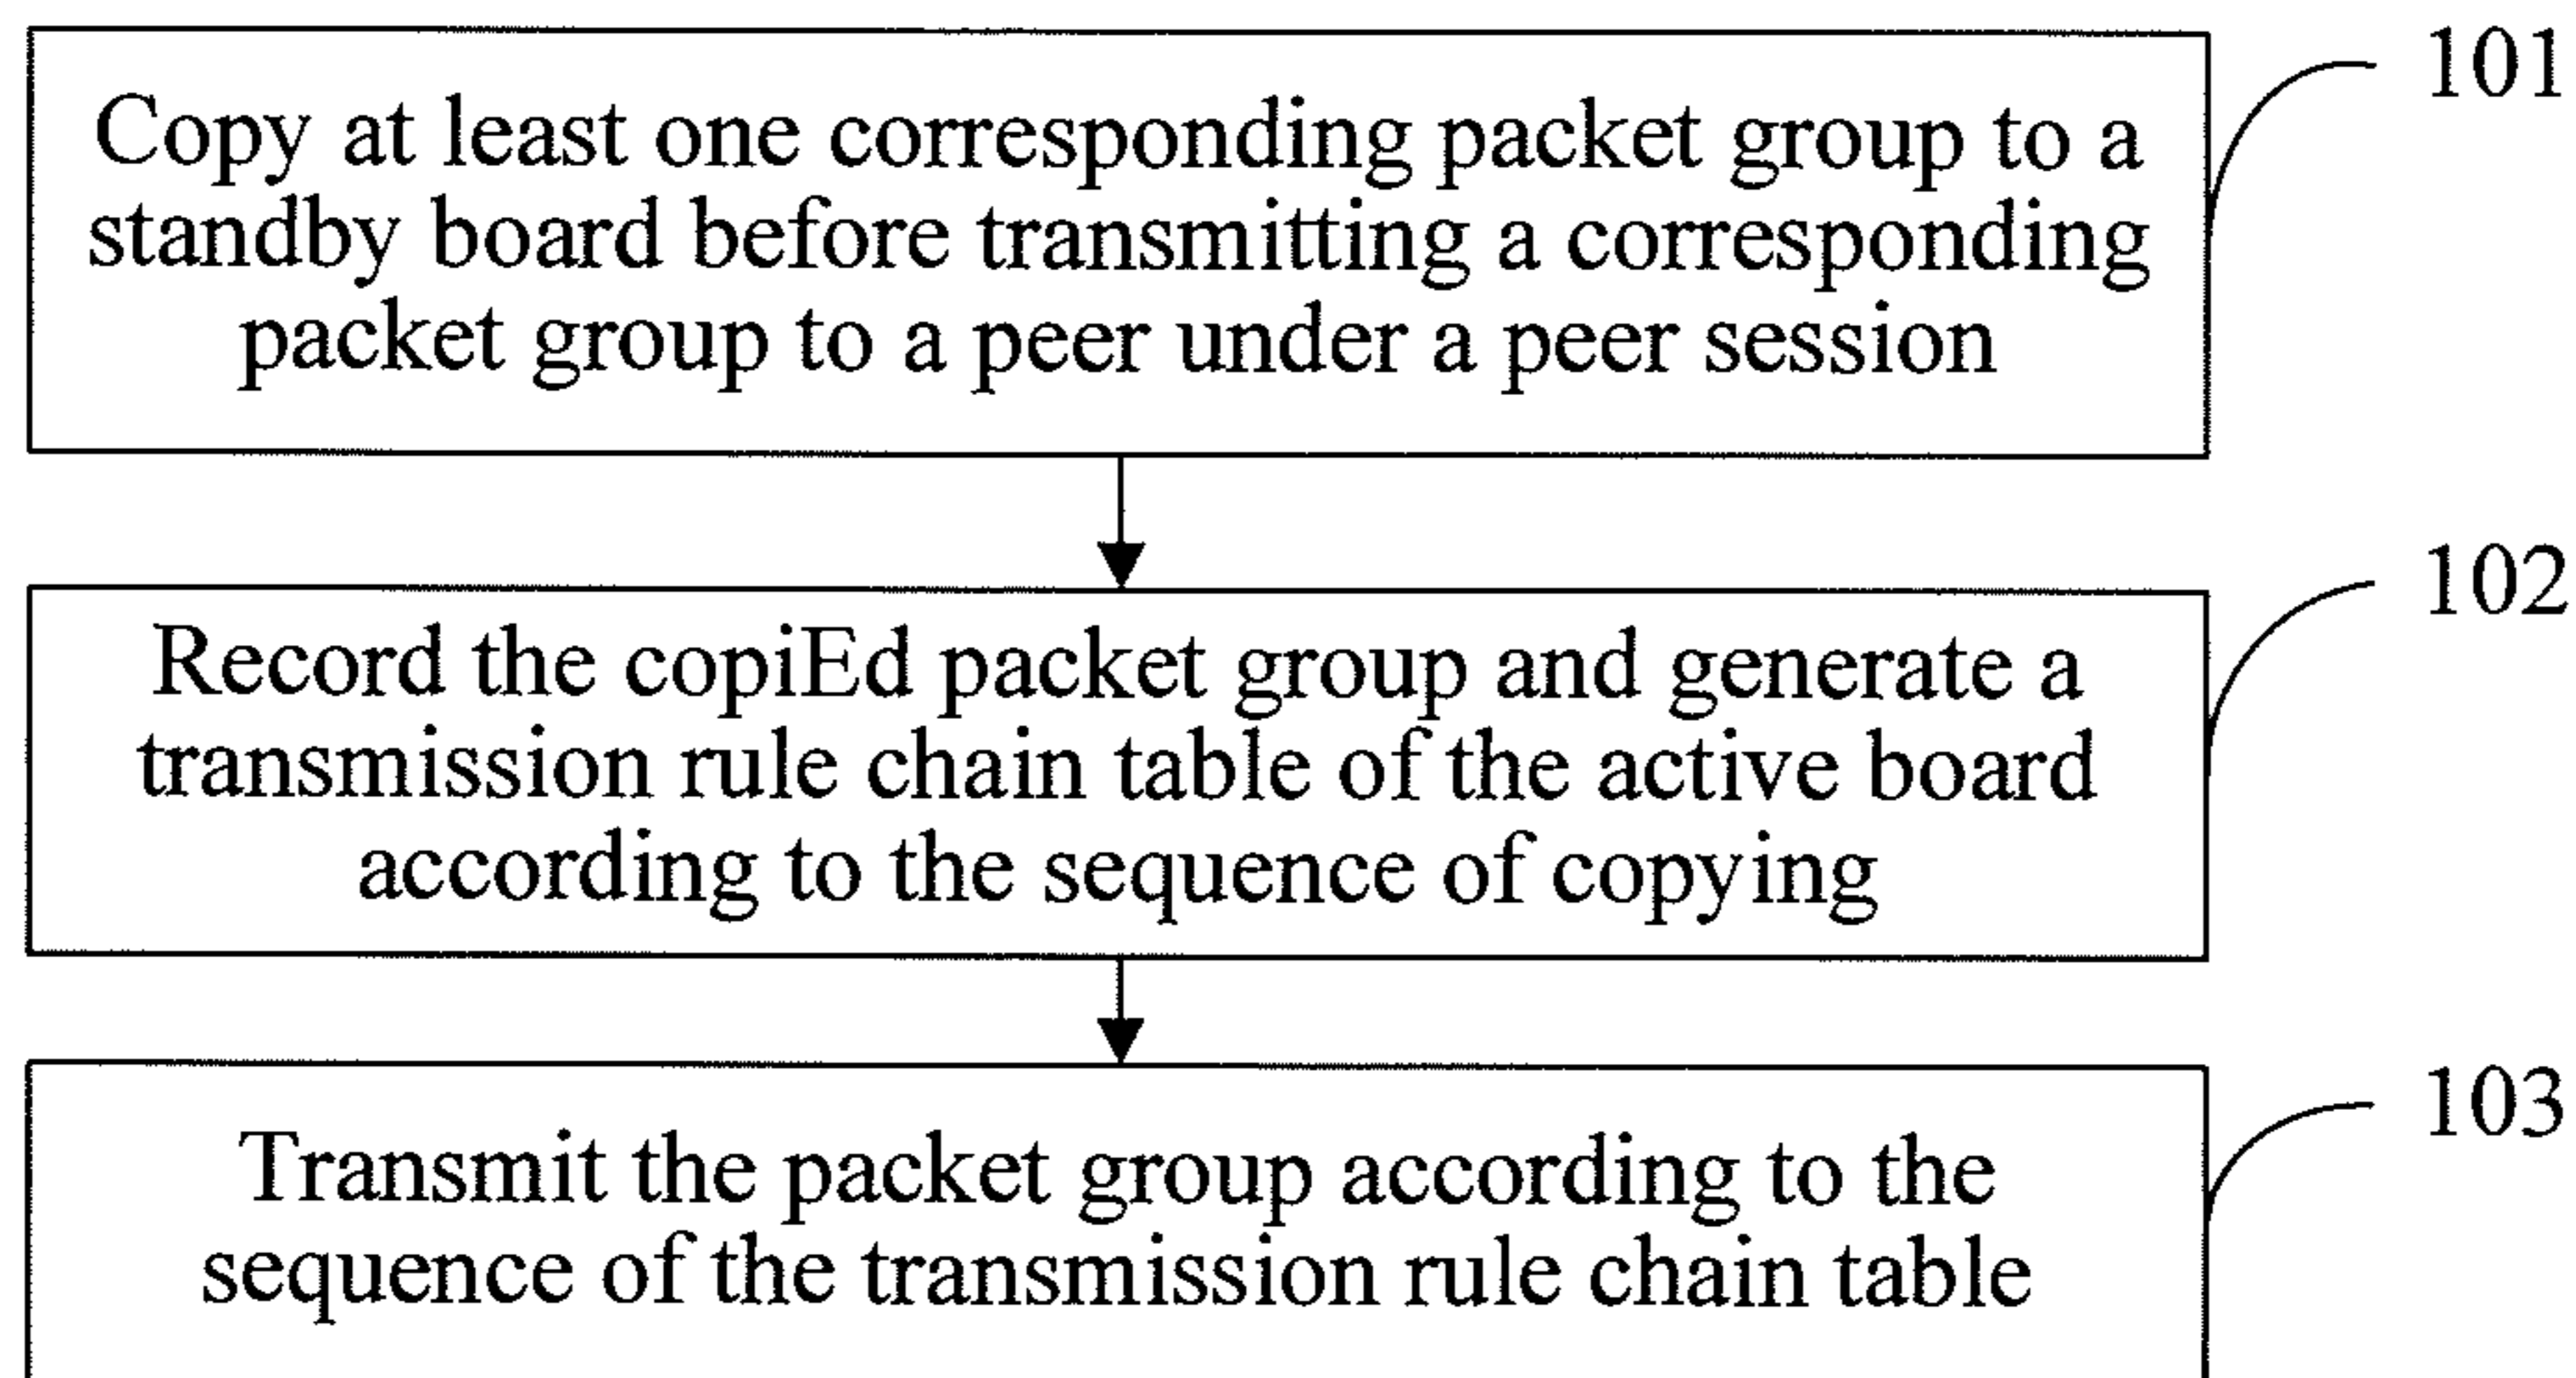 Copy at least one corresponding packet group to a
standby board before transmitting a corresponding
packet group to a peer under a peer session
101
Record the copiEd packet group and generate a
transmission rule chain table of the active board
according to the sequence of copying
102
Transmit the packet group according to the
sequence of the transmission rule chain table
103